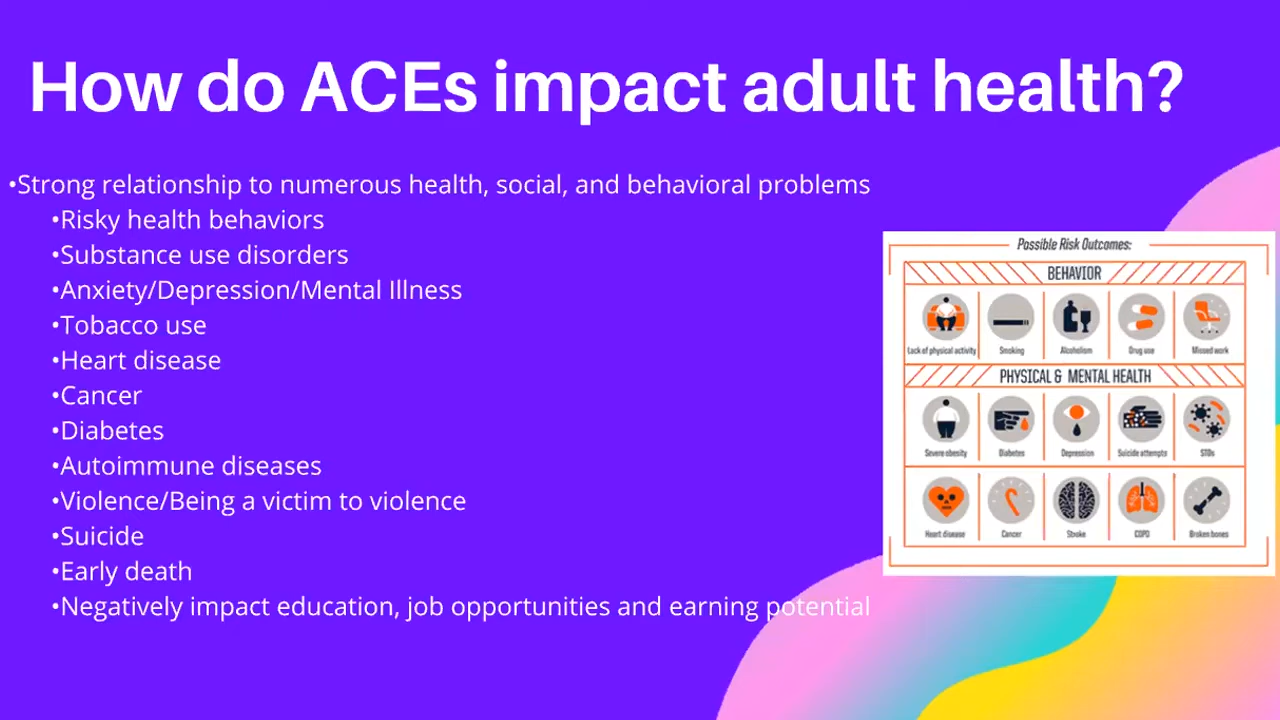 How do ACEs impact adult health?
•Strong relationship to numerous health, social, and behavioral problems
•Risky health behaviors
•Substance use disorders
•Anxiety/Depression/Mental Illness
•Tobacco use
•Heart disease
•Cancer
•Diabetes
•Autoimmune diseases
•Violence/Being a victim to violence
•Suicide
•Early death
•Negatively impact education, job opportunities and earning potential
Possible Risk Outcomes:
BEHAVIOR
Lack of physical activity Smoking Alcoholism Drug use Missed work
PHYSICAL & MENTAL HEALTH
Severe obesity Diabetes Depression Suicide attempts STDs
Heart disease Cancer Stroke COPD Broken bones